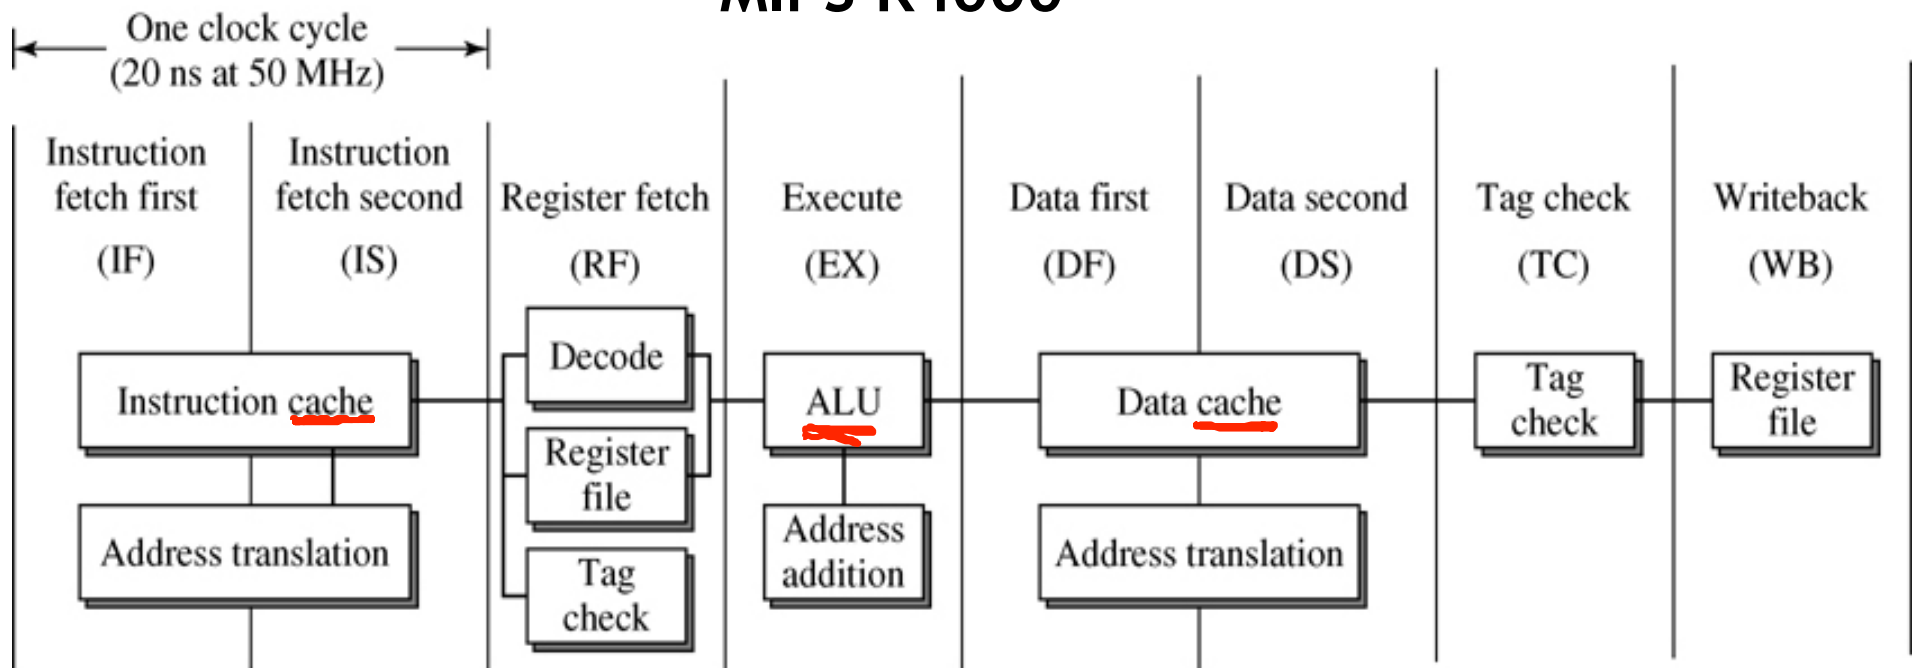 MIPS R4000
One clock cycle
(20 ns at 50 MHz)
Instruction
fetch first
(IF)
Instruction
fetch second
(IS)
Register fetch
(RF)
Execute
(EX)
Data first
(DF)
Data second
(DS)
Tag check
(TC)
Writeback
(WB)
Instruction cache
Address translation
Decode
Register
file
Tag
check
ALU
Address
addition
Data cache
Address translation
Tag
check
Register
file